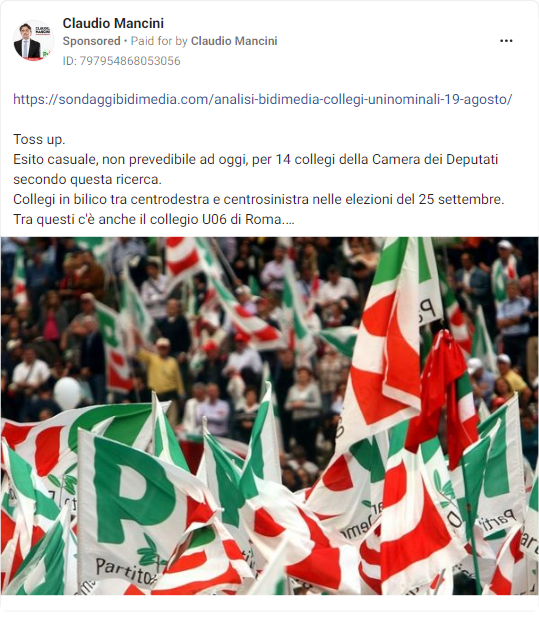 Claudio Mancini
Sponsored • Paid for by Claudio Mancini
ID: 797954868053056
https://sondaggibidimedia.com/analisi-bidimedia-collegi-uninominali-19-agosto/
Toss up.
Esito casuale, non prevedibile ad oggi, per 14 collegi della Camera dei Deputati
secondo questa ricerca.
Collegi in bilico tra centrodestra e centrosinistra nelle elezioni del 25 settembre.
Tra questi c'è anche il collegio U06 di Roma....
PD
Partito
Partito